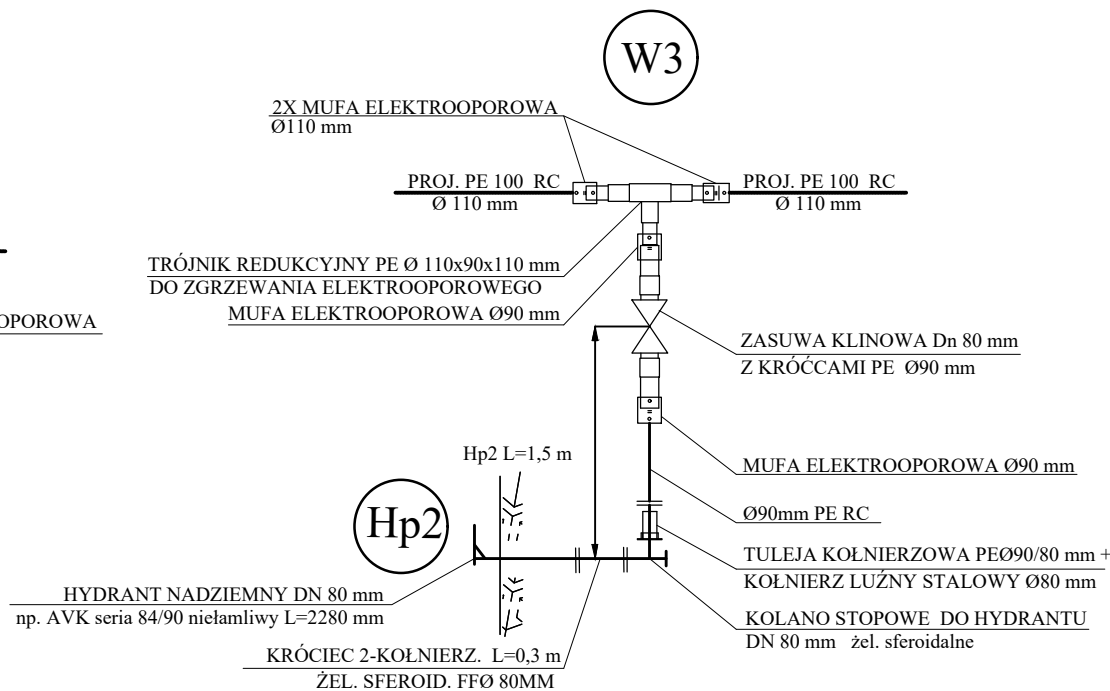 W3
2X MUFA ELEKTROOPOROWA
Ø110 mm
PROJ. PE 100 RC
Ø 110 mm
PROJ. PE 100 RC
Ø 110 mm
TRÓJNIK REDUKCYJNY PE Ø 110x90x110 mm
DO ZGRZEWANIA ELEKTROOPOROWEGO
MUFA ELEKTROOPOROWA Ø90 mm
OPOROWA
ZASUWA KLINOWA Dn 80 mm
Z KRÓĆCAMI PE Ø90 mm
Hp2 L=1,5 m
MUFA ELEKTROOPOROWA Ø90 mm
Hp2
Ø90mm PE RC
TULEJA KOŁNIERZOWA PEØ90/80 mm +
KOŁNIERZ LUŹNY STALOWY Ø80 mm
HYDRANT NADZIEMNY DN 80 mm
np. AVK seria 84/90 niełamliwy L=2280 mm
KOLANO STOPOWE DO HYDRANTU
DN 80 mm żel. sferoidalne
KRÓCIEC 2-KOŁNIERZ. L=0,3 m
ŻEL. SFEROID. FFØ 80MM